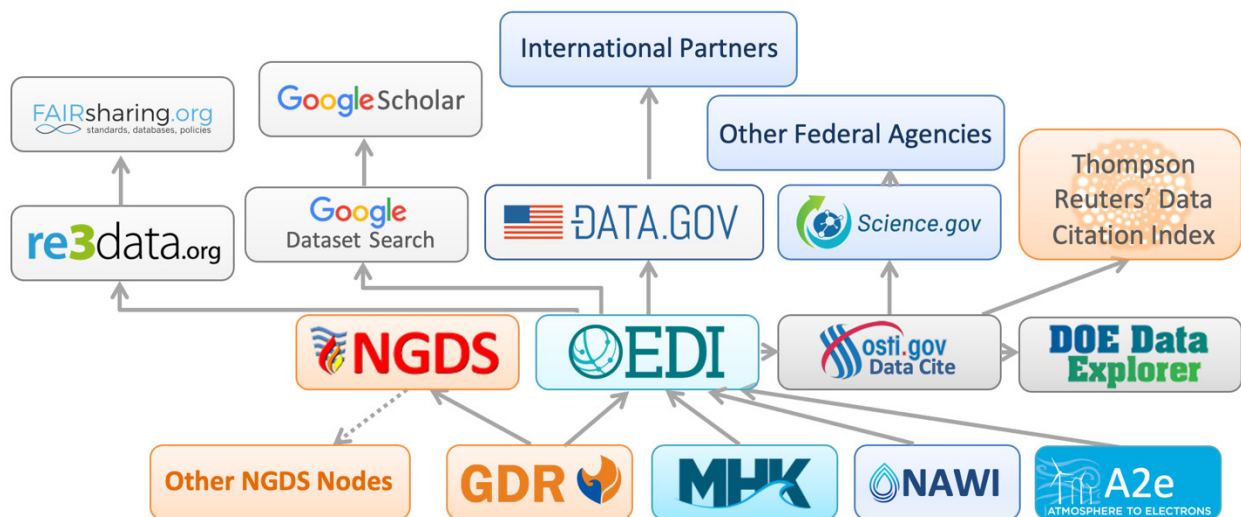 International Partners
FAIRsharing.org
standards, databases, policies
Google Scholar
Other Federal Agencies
Thompson
Reuters' Data
Citation Index
re3data.org
Google
Dataset Search
DATA.GOV
Science.gov
NGDS
OEDI
osti.gov
Data Cite
DOE Data
Explorer
Other NGDS Nodes
GDR
MHK
NAWI
A2e
ATMOSPHERE TO ELECTRONS